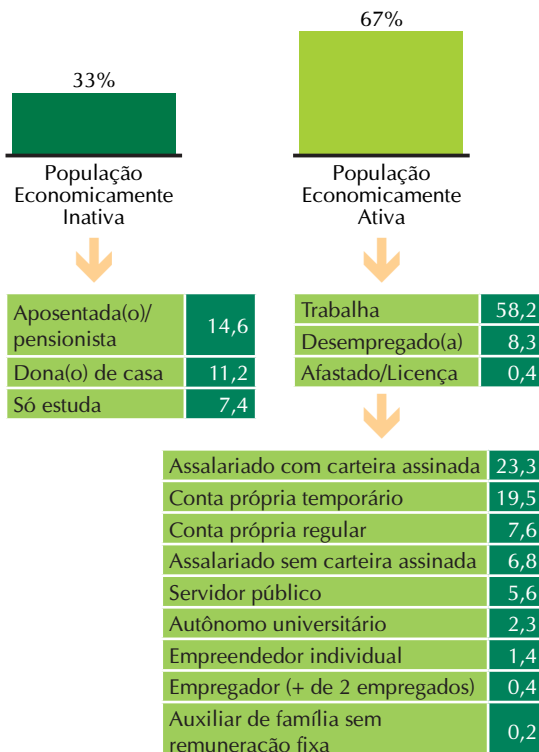 33%
População
Economicamente
Inativa
67%
População
Economicamente
Ativa
Aposentada(o)/
pensionista
14,6
Dona(o) de casa 11,2
Só estuda 7,4
Trabalha 58,2
Desempregado(a) 8,3
Afastado/Licença 0,4
Assalariado com carteira assinada 23,3
Conta própria temporário 19,5
Conta própria regular 7,6
Assalariado sem carteira assinada 6,8
Servidor público 5,6
Autônomo universitário 2,3
Empreendedor individual 1,4
Empregador (+ de 2 empregados) 0,4
Auxiliar de família sem
remuneração fixa
0,2